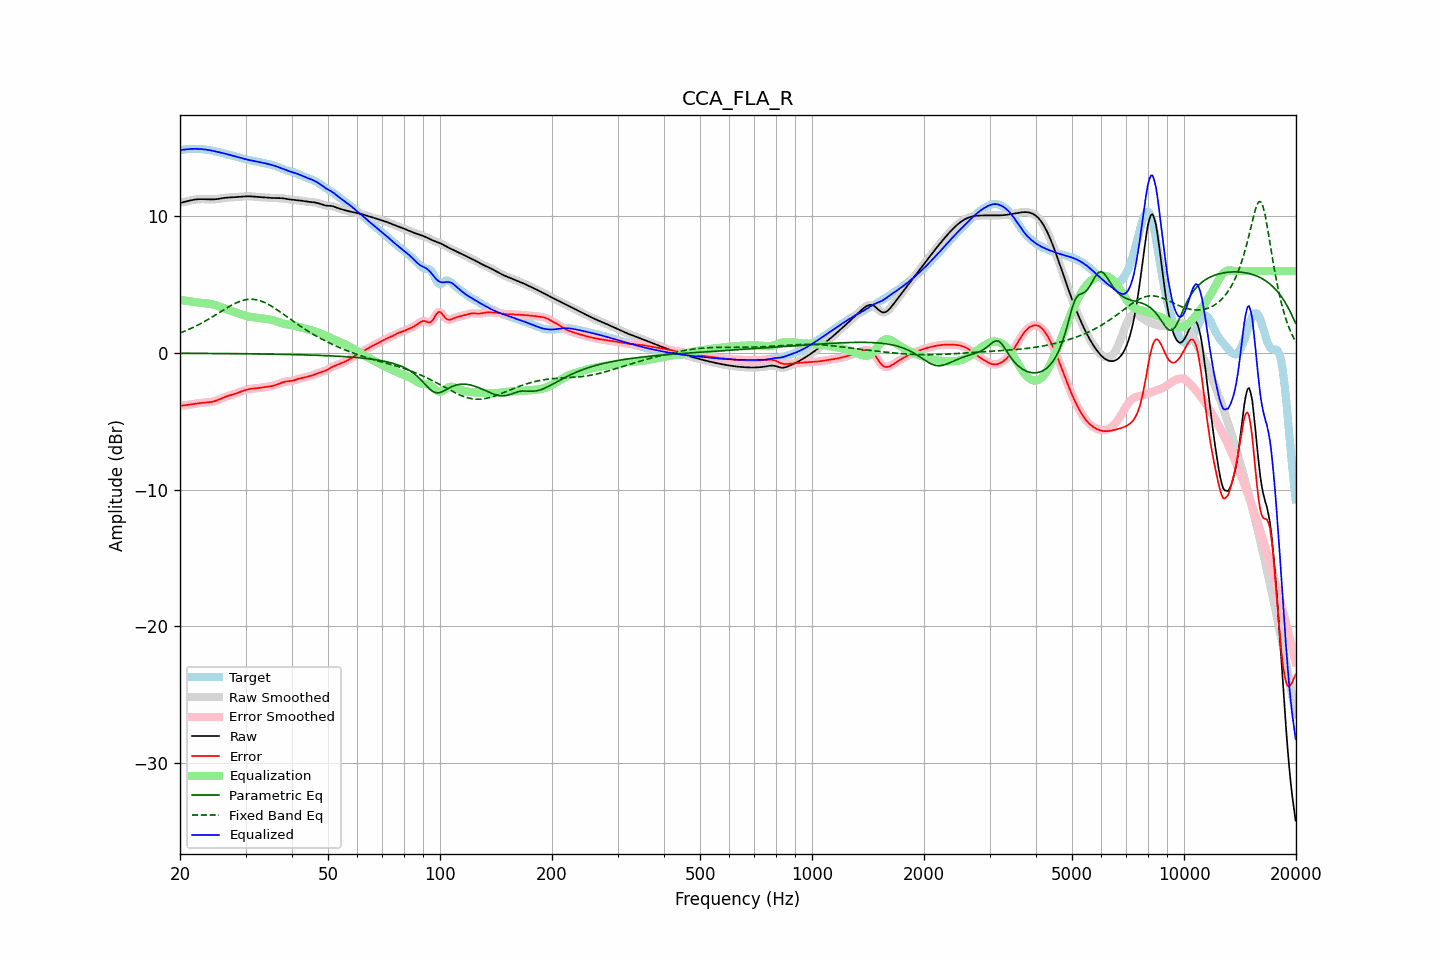 CCA_FLA_R
Amplitude (dBr)
10
0
−10
−20
−30
Target
Raw Smoothed
Error Smoothed
Raw
Error
Equalization
Parametric Eq
Fixed Band Eq
Equalized
20 50 100 200 500 1000 2000 5000 10000 20000
Frequency (Hz)